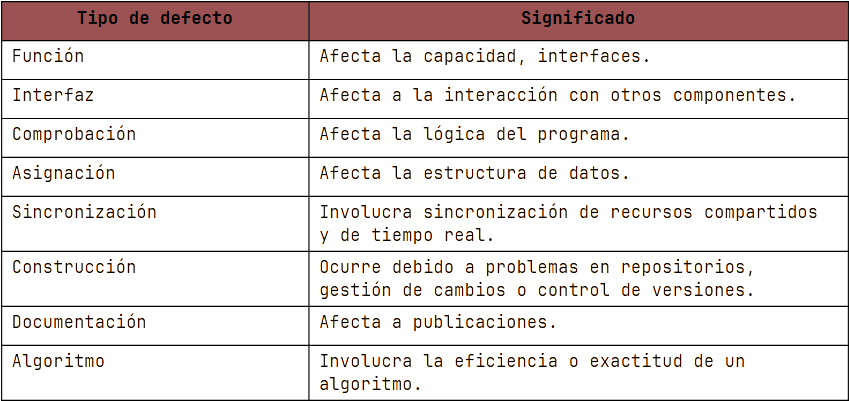 Tipo de defecto Significado
Función Afecta la capacidad, interfaces.
Interfaz Afecta a la interacción con otros componentes.
Comprobación Afecta la lógica del programa.
Asignación Afecta la estructura de datos.
Sincronización Involucra sincronización de recursos compartidos
y de tiempo real.
Construcción Ocurre debido a problemas en repositorios,
gestión de cambios o control de versiones.
Documentación Afecta a publicaciones.
Algoritmo Involucra la eficiencia o exactitud de un
algoritmo.